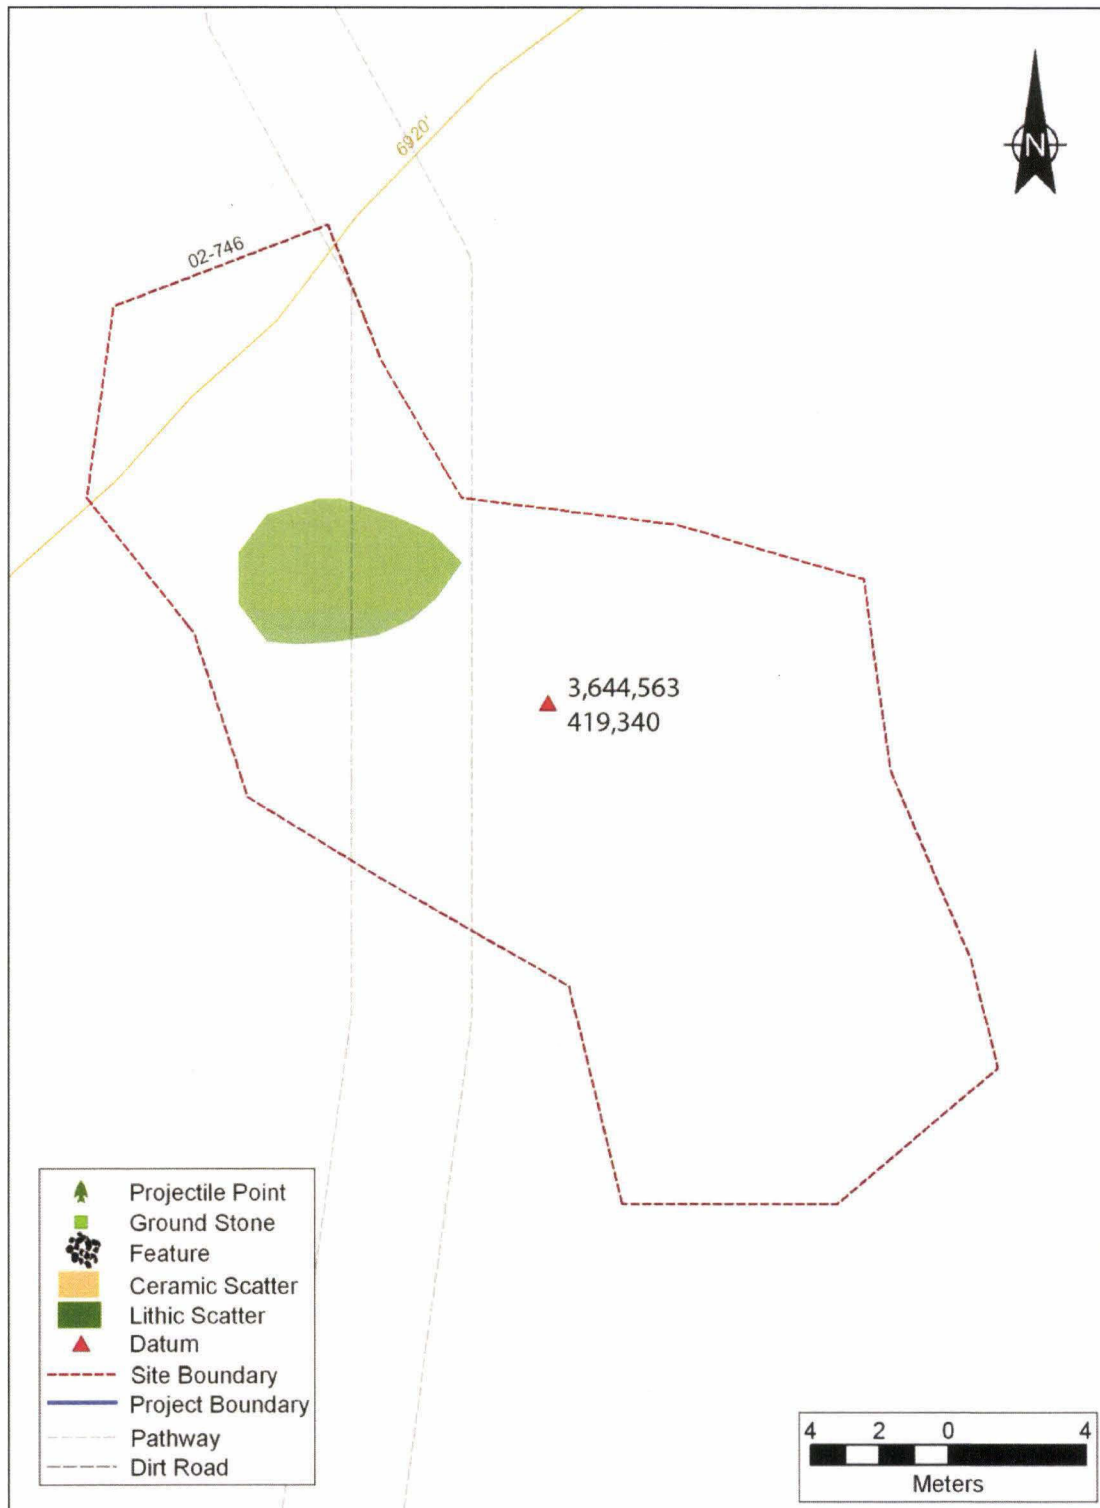 N
6920'
02-746
3,644,563
419,340
Projectile Point
Ground Stone
Feature
Ceramic Scatter
Lithic Scatter
Datum
Site Boundary
Project Boundary
Pathway
Dirt Road
4 2 0 4
Meters